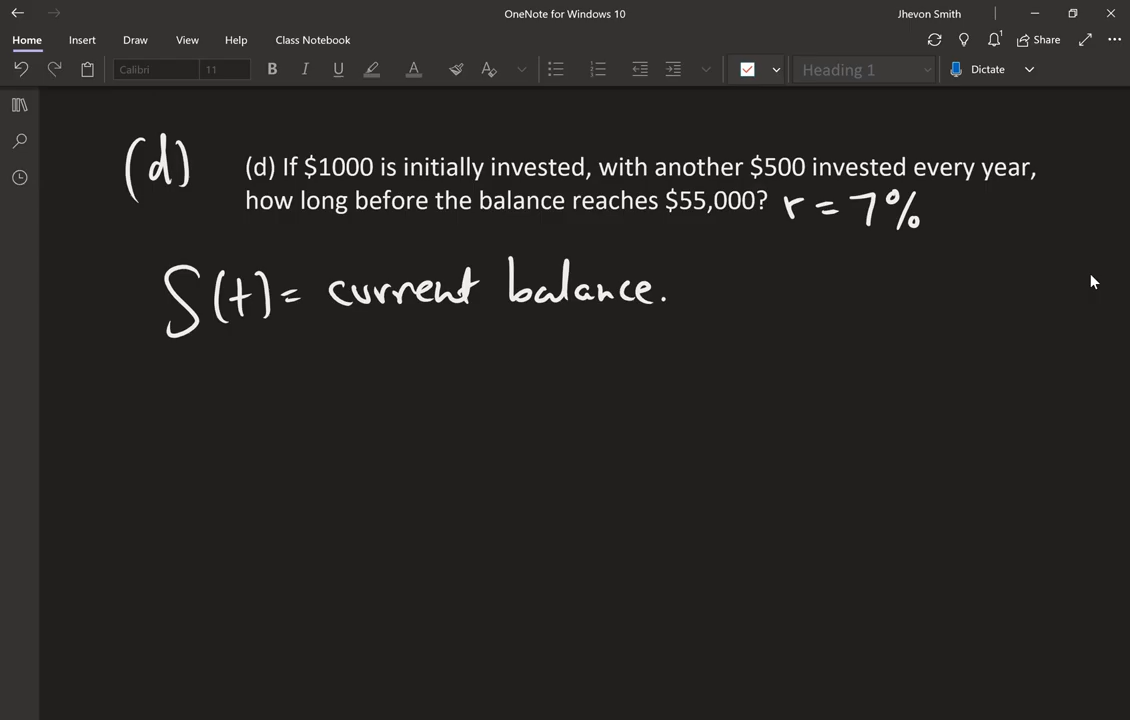 OneNote for Windows 10
Jhevon Smith
Home Insert Draw View Help Class Notebook
1 Share
Calibri 11 B I U A Heading 1 Dictate
(d)
(d) If $1000 is initially invested, with another $500 invested every year,
how long before the balance reaches $55,000? r = 7%
S(t) = current balance.